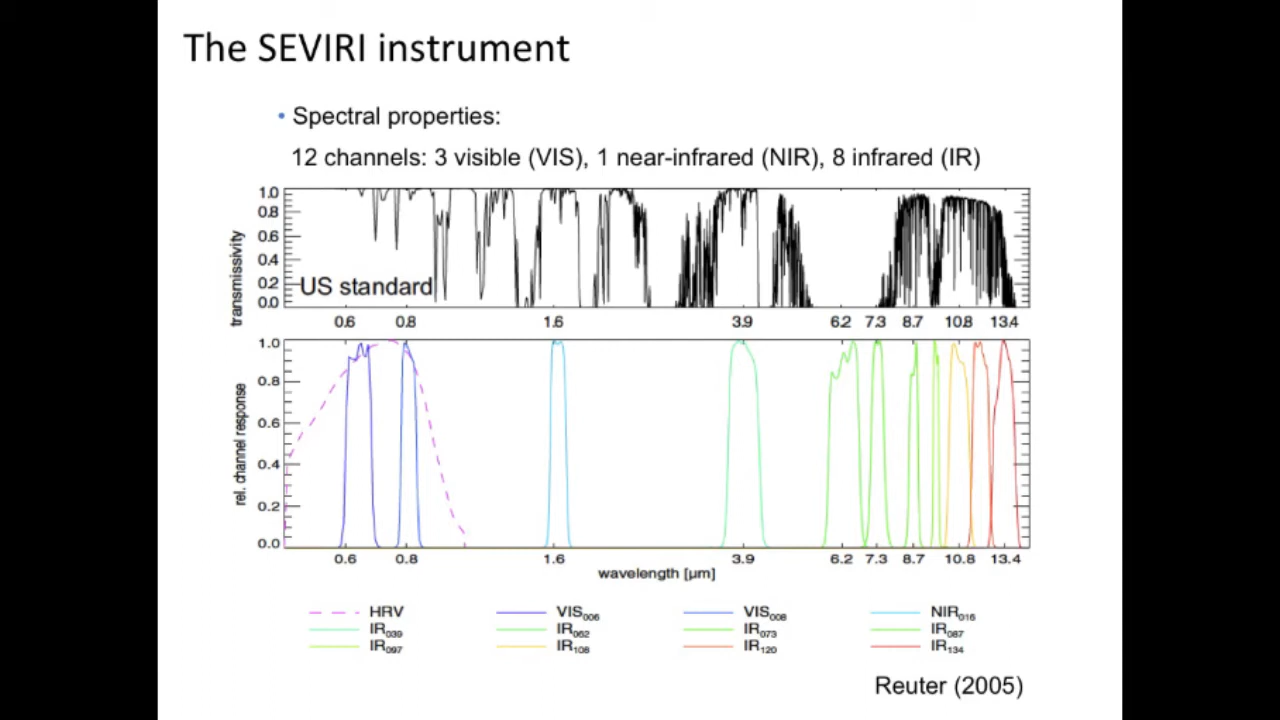 The SEVIRI instrument
• Spectral properties:
12 channels: 3 visible (VIS), 1 near-infrared (NIR), 8 infrared (IR)
transmissivity
1.0
0.8
0.6
0.4
0.2
0.0
US standard
0.6 0.8 1.6 3.9 6.2 7.3 8.7 10.8 13.4
rel. channel response
1.0
0.8
0.6
0.4
0.2
0.0
0.6 0.8 1.6 3.9 6.2 7.3 8.7 10.8 13.4
wavelength [µm]
HRV VIS006 VIS008 NIR016
IR039 IR062 IR073 IR087
IR097 IR108 IR120 IR134
Reuter (2005)